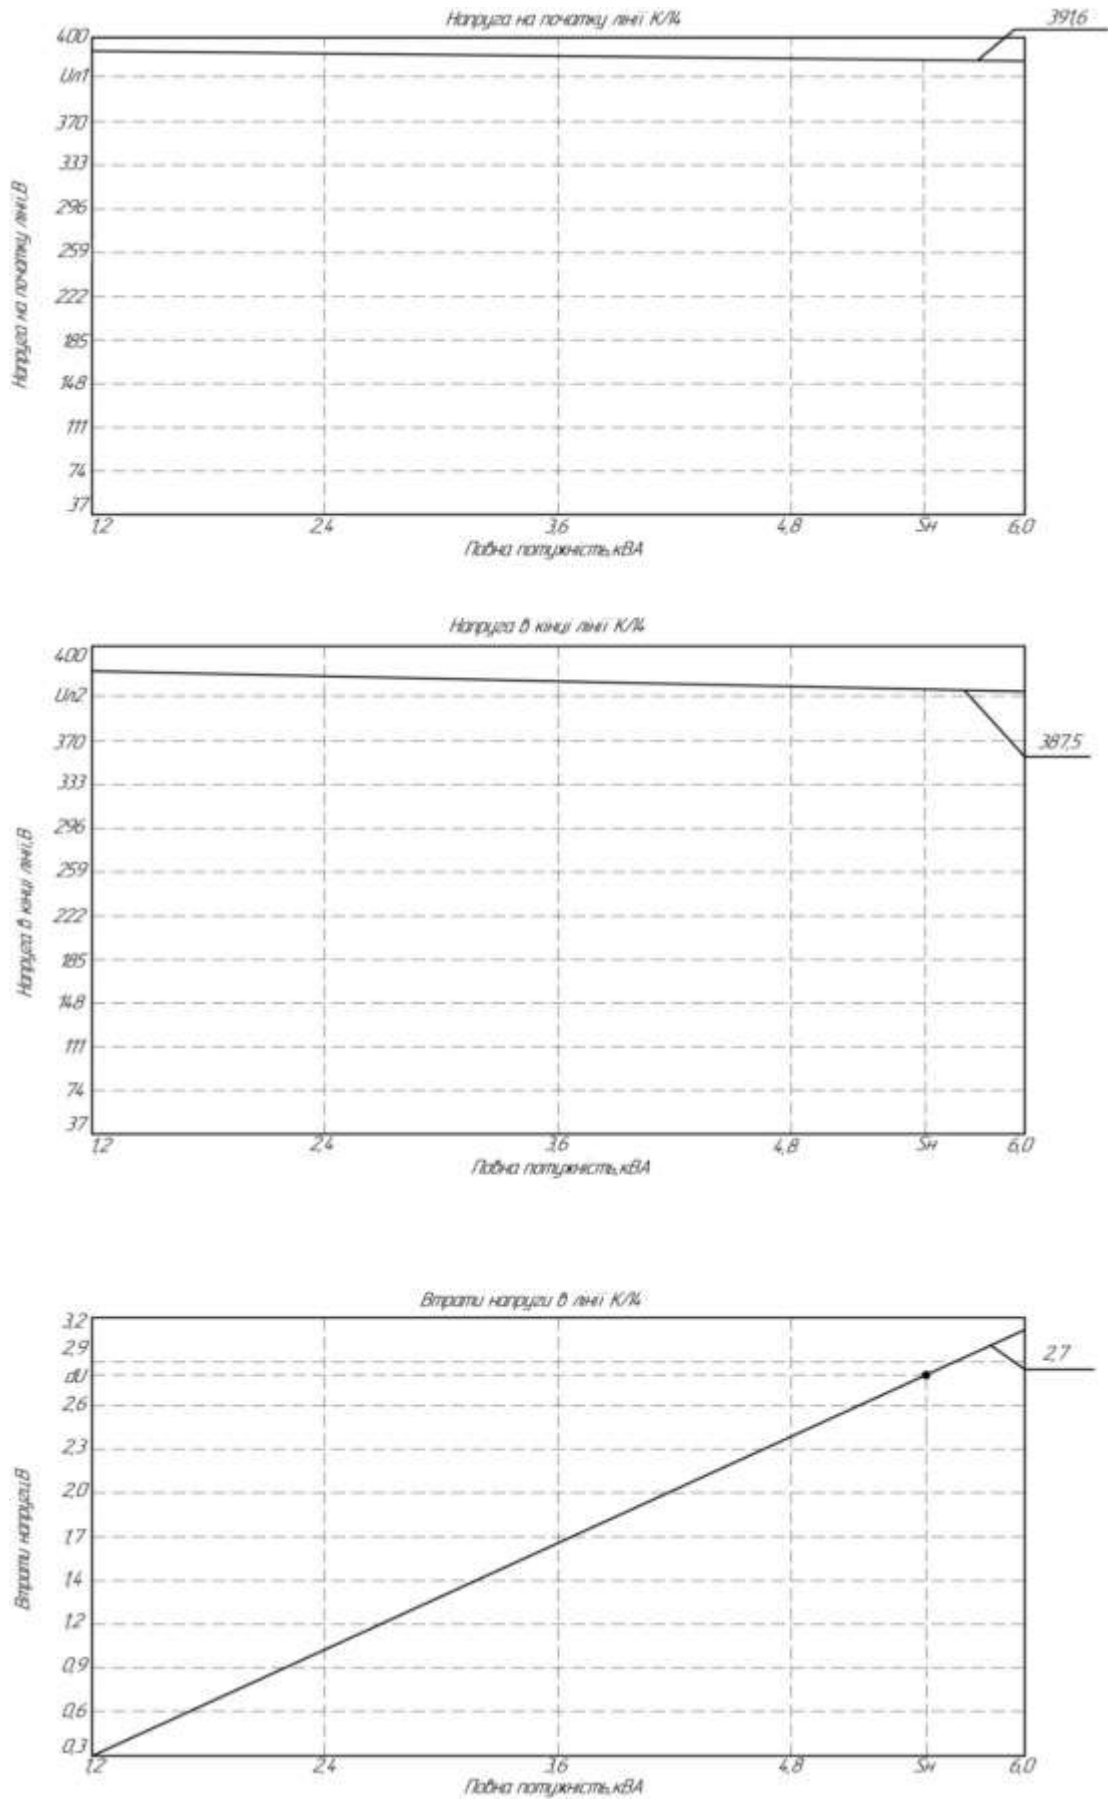 Напруга на початку лінії КЛ4
391,6
400
Uл1
370
333
296
259
222
185
148
111
74
37
Напруга на початку лінії,В
1,2 2,4 3,6 4,8 Sн 6,0
Повна потужність,кВА
Напруга в кінці лінії КЛ4
400
Uл2
370
387,5
333
296
259
222
185
148
111
74
37
Напруга в кінці лінії,В
1,2 2,4 3,6 4,8 Sн 6,0
Повна потужність,кВА
Втрати напруги в лінії КЛ4
3,2
2,9
2,7
dU
2,6
2,3
2,0
1,7
1,4
1,2
0,9
0,6
0,3
Втрати напруги,В
1,2 2,4 3,6 4,8 Sн 6,0
Повна потужність,кВА